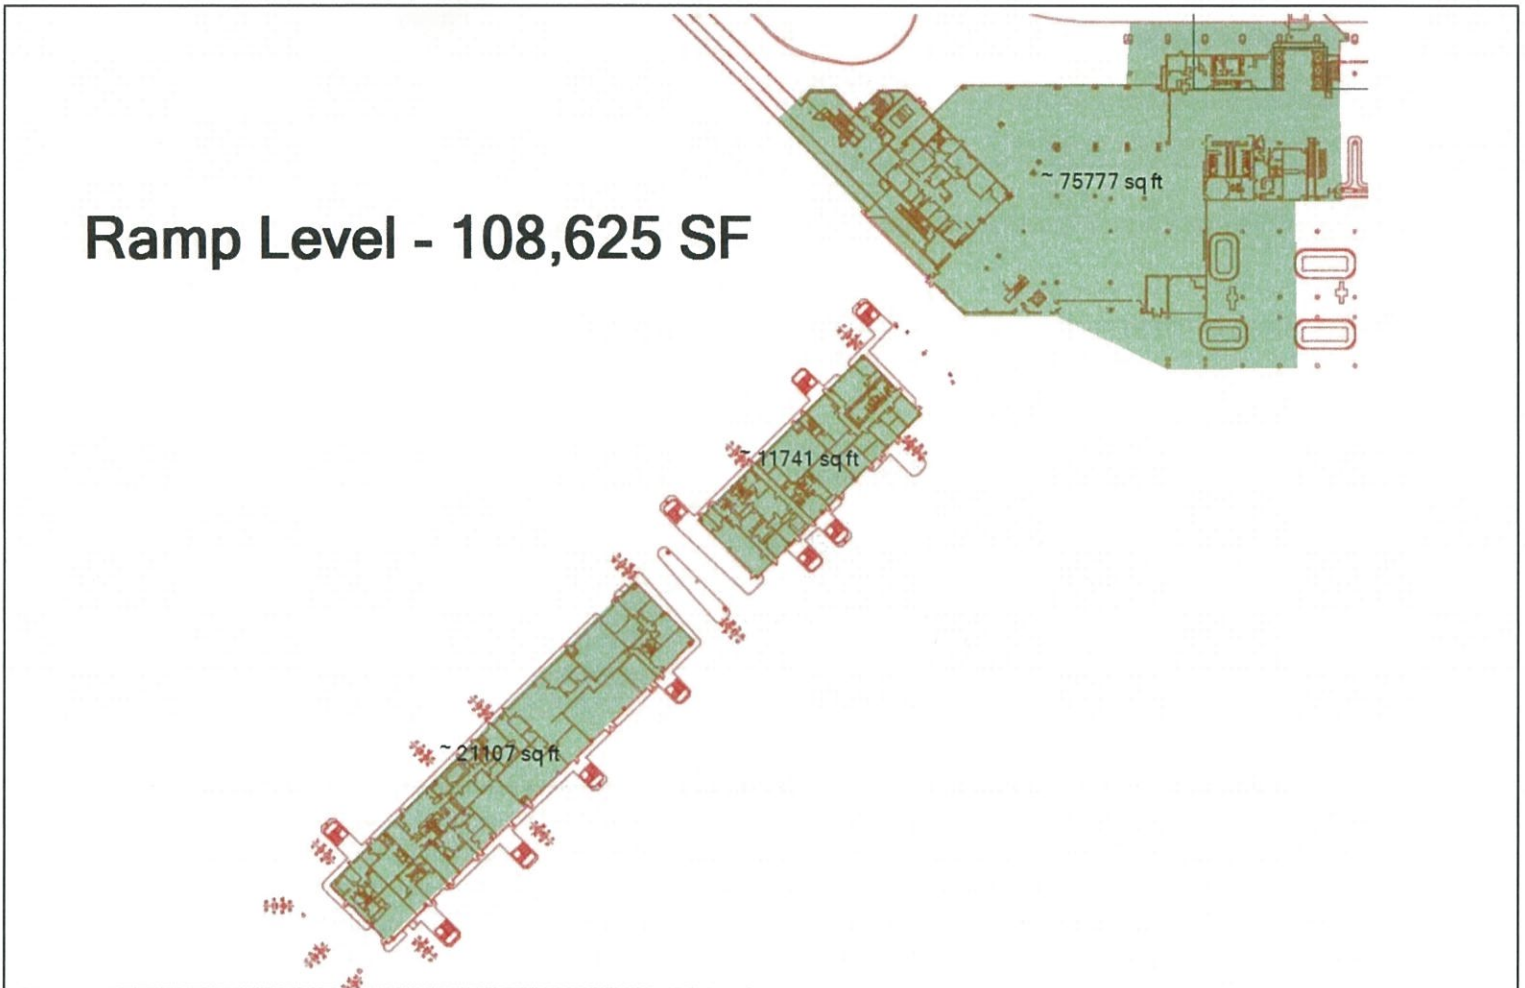 ~ 75777 sq ft
Ramp Level - 108,625 SF
~ 11741 sq ft
~ 21107 sq ft